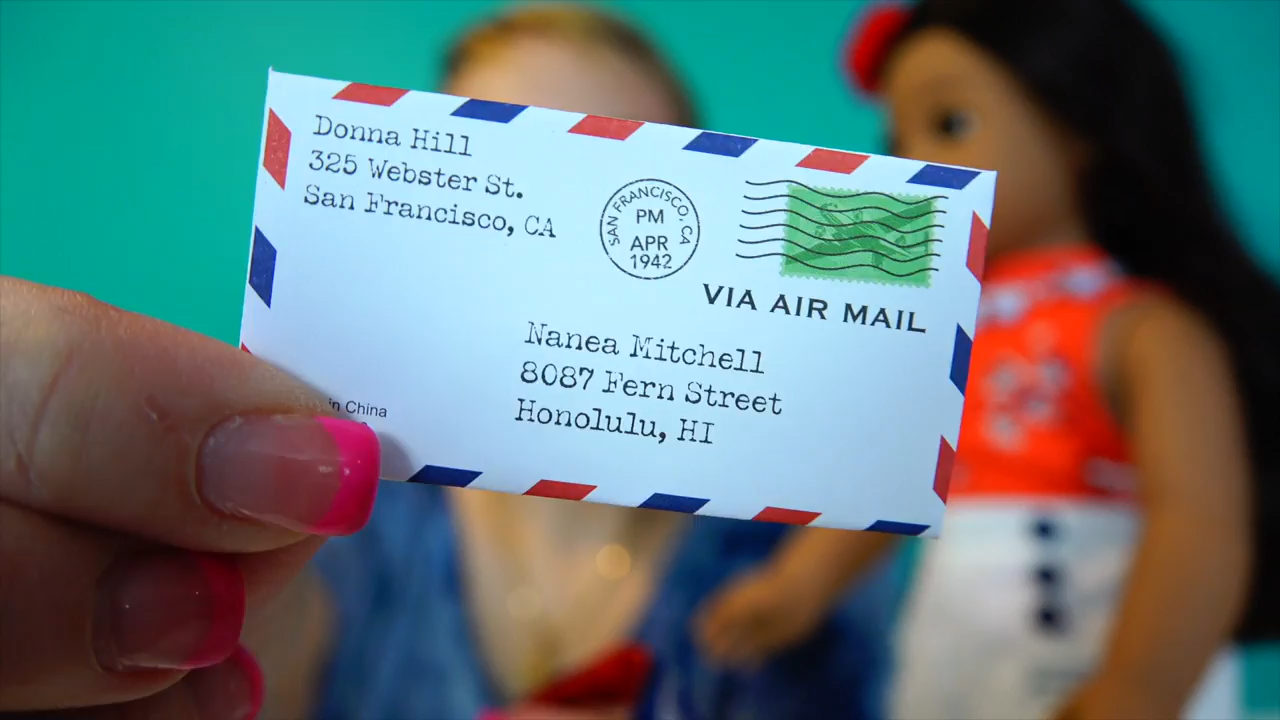 Donna Hill
325 Webster St.
San Francisco, CA
SAN FRANCISCO, CA
PM
APR
1942
VIA AIR MAIL
Nanea Mitchell
8087 Fern Street
Honolulu, HI
in China